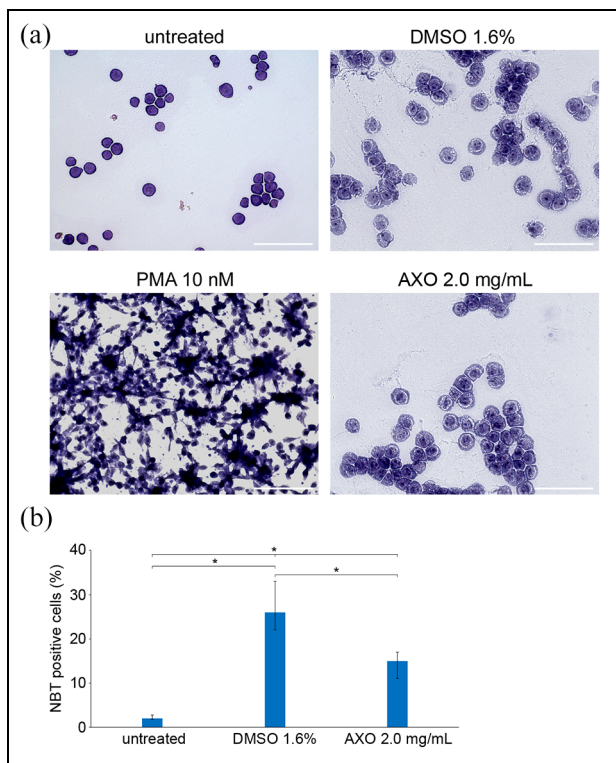 (a)
untreated
DMSO 1.6%
PMA 10 nM
AXO 2.0 mg/mL
(b)
NBT positive cells (%)
40
30
20
10
0
*
*
*
untreated
DMSO 1.6%
AXO 2.0 mg/mL